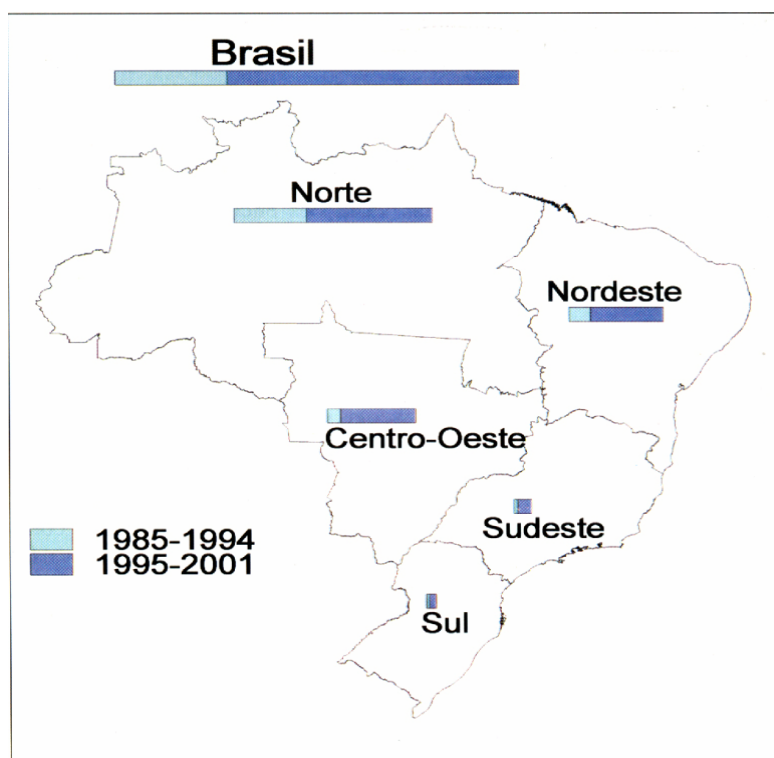 Brasil
Norte
Nordeste
Centro-Oeste
Sudeste
Sul
1985-1994
1995-2001